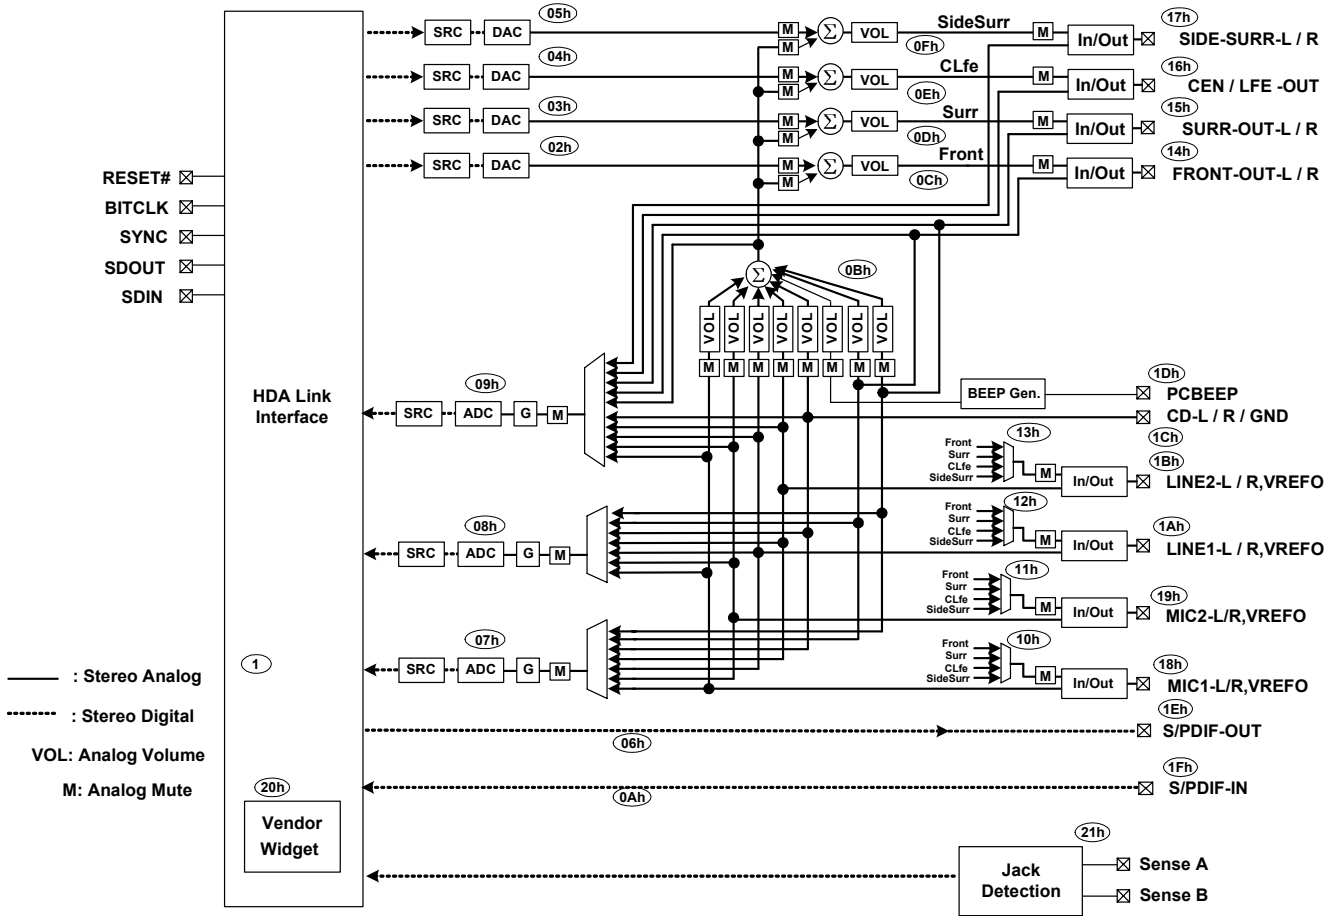 05h
SRC
DAC
M
M
Σ
VOL
SideSurr
0Fh
M
In/Out
17h
SIDE-SURR-L / R
04h
SRC
DAC
M
M
Σ
VOL
CLfe
0Eh
M
In/Out
16h
CEN / LFE -OUT
03h
SRC
DAC
M
M
Σ
VOL
Surr
0Dh
M
In/Out
15h
SURR-OUT-L / R
02h
SRC
DAC
M
M
Σ
VOL
Front
0Ch
M
In/Out
14h
FRONT-OUT-L / R
RESET#
BITCLK
SYNC
SDOUT
SDIN
HDA Link
Interface
Σ
0Bh
VOL
VOL
VOL
VOL
VOL
VOL
VOL
VOL
M
M
M
M
M
M
M
M
09h
SRC
ADC
G
M
BEEP Gen.
1Dh
PCBEEP
CD-L / R / GND
1Ch
Front
Surr
CLfe
SideSurr
13h
M
In/Out
1Bh
LINE2-L / R,VREFO
08h
SRC
ADC
G
M
Front
Surr
CLfe
SideSurr
12h
M
In/Out
1Ah
LINE1-L / R,VREFO
Front
Surr
CLfe
SideSurr
11h
M
In/Out
19h
MIC2-L/R,VREFO
07h
SRC
ADC
G
M
Front
Surr
CLfe
SideSurr
10h
M
In/Out
18h
MIC1-L/R,VREFO
1
: Stereo Analog
: Stereo Digital
VOL: Analog Volume
M: Analog Mute
06h
1Eh
S/PDIF-OUT
0Ah
1Fh
S/PDIF-IN
20h
Vendor
Widget
21h
Jack
Detection
Sense A
Sense B